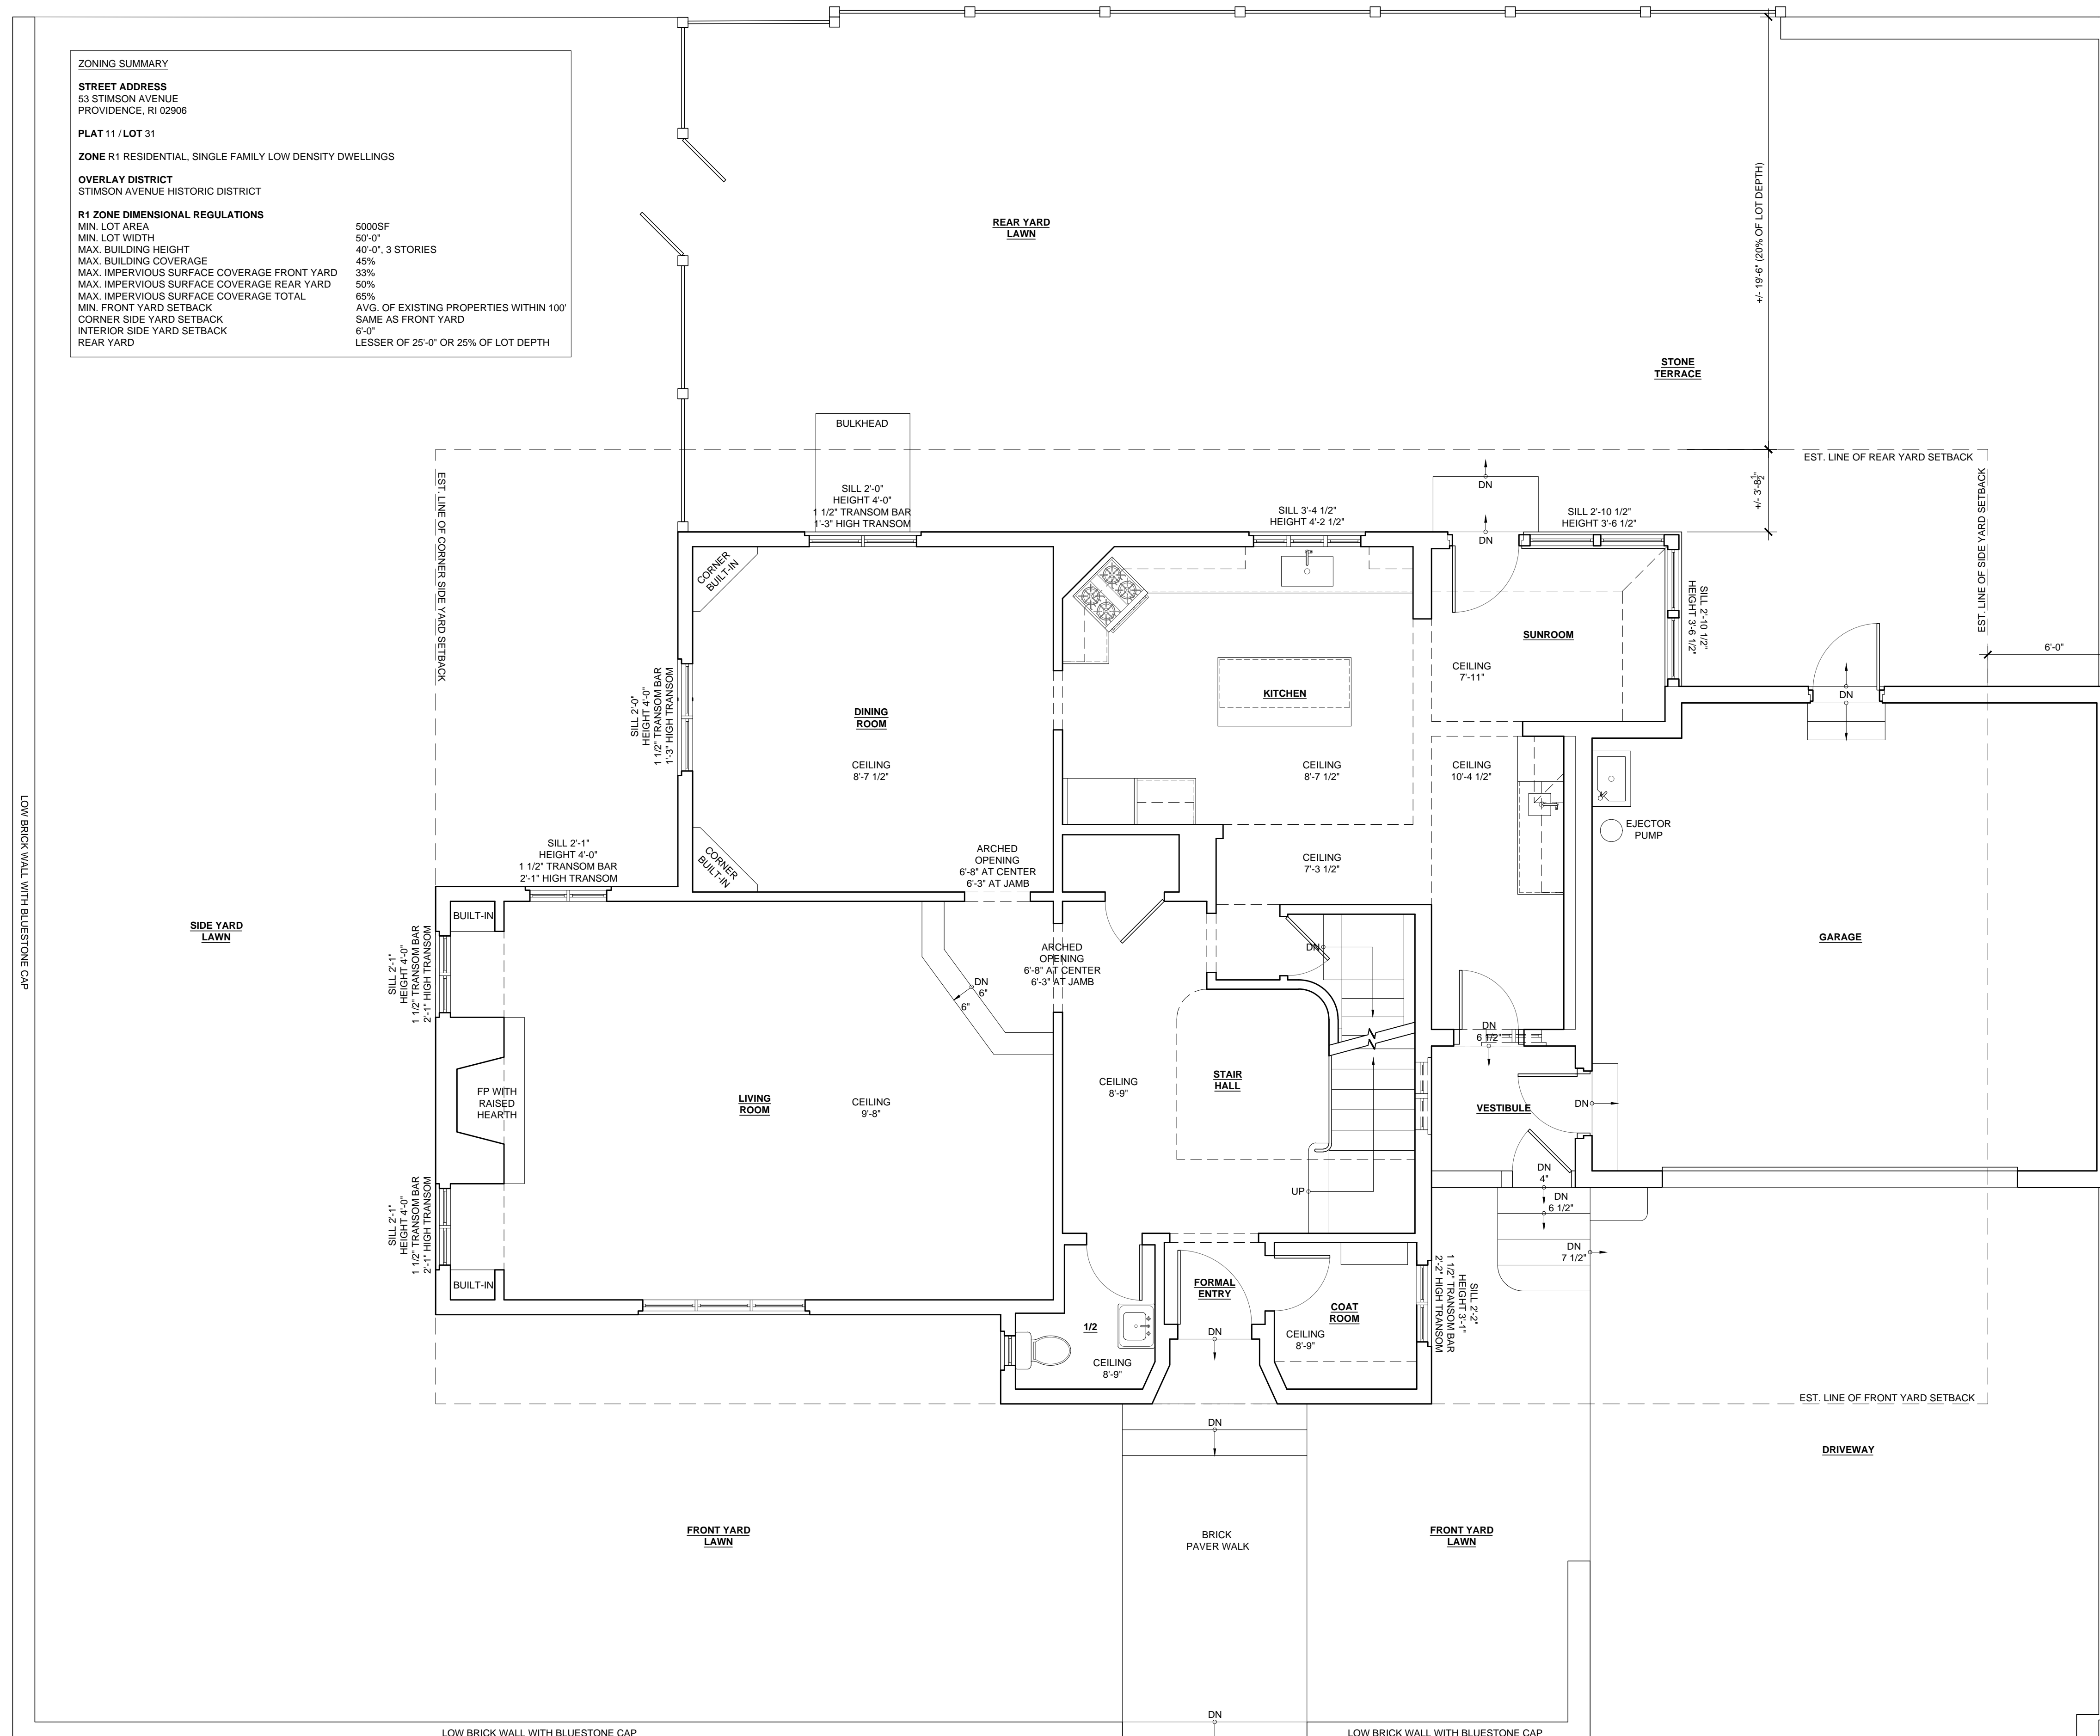 ZONING SUMMARY
STREET ADDRESS
53 STIMSON AVENUE
PROVIDENCE, RI 02906
PLAT 11 / LOT 31
ZONE R1 RESIDENTIAL, SINGLE FAMILY LOW DENSITY DWELLINGS
OVERLAY DISTRICT
STIMSON AVENUE HISTORIC DISTRICT
R1 ZONE DIMENSIONAL REGULATIONS
MIN. LOT AREA 5000SF
MIN. LOT WIDTH 50'-0"
MAX. BUILDING HEIGHT 40'-0", 3 STORIES
MAX. BUILDING COVERAGE 45%
MAX. IMPERVIOUS SURFACE COVERAGE FRONT YARD 33%
MAX. IMPERVIOUS SURFACE COVERAGE REAR YARD 50%
MAX. IMPERVIOUS SURFACE COVERAGE TOTAL 65%
MIN. FRONT YARD SETBACK AVG. OF EXISTING PROPERTIES WITHIN 100'
CORNER SIDE YARD SETBACK SAME AS FRONT YARD
INTERIOR SIDE YARD SETBACK 6'-0"
REAR YARD LESSER OF 25'-0" OR 25% OF LOT DEPTH
REAR YARD
LAWN
+/- 19'-6" (20% OF LOT DEPTH)
STONE
TERRACE
BULKHEAD
EST. LINE OF REAR YARD SETBACK
EST. LINE OF CORNER SIDE YARD SETBACK
EST. LINE OF SIDE YARD SETBACK
+/- 3'-8 1/2"
SILL 2'-0"
HEIGHT 4'-0"
1 1/2" TRANSOM BAR
1'-3" HIGH TRANSOM
SILL 3'-4 1/2"
HEIGHT 4'-2 1/2"
DN
DN
SILL 2'-10 1/2"
HEIGHT 3'-6 1/2"
CORNER
BUILT-IN
SILL 2'-10 1/2"
HEIGHT 3'-6 1/2"
SUNROOM
6'-0"
CEILING
7'-11"
DN
SILL 2'-0"
HEIGHT 4'-0"
1 1/2" TRANSOM BAR
1'-3" HIGH TRANSOM
KITCHEN
DINING
ROOM
CEILING
8'-7 1/2"
CEILING
8'-7 1/2"
CEILING
10'-4 1/2"
EJECTOR
PUMP
LOW BRICK WALL WITH BLUESTONE CAP
SILL 2'-1"
HEIGHT 4'-0"
1 1/2" TRANSOM BAR
2'-1" HIGH TRANSOM
CORNER
BUILT-IN
ARCHED
OPENING
6'-8" AT CENTER
6'-3" AT JAMB
CEILING
7'-3 1/2"
BUILT-IN
SIDE YARD
LAWN
GARAGE
SILL 2'-1"
HEIGHT 4'-0"
1 1/2" TRANSOM BAR
2'-1" HIGH TRANSOM
ARCHED
OPENING
6'-8" AT CENTER
6'-3" AT JAMB
DN
DN
6"
6"
DN
6 1/2"
FP WITH
RAISED
HEARTH
LIVING
ROOM
CEILING
9'-8"
CEILING
8'-9"
STAIR
HALL
VESTIBULE
DN
UP
DN
4"
DN
6 1/2"
DN
7 1/2"
SILL 2'-1"
HEIGHT 4'-0"
1 1/2" TRANSOM BAR
2'-1" HIGH TRANSOM
BUILT-IN
FORMAL
ENTRY
COAT
ROOM
CEILING
8'-9"
SILL 2'-2"
HEIGHT 3'-1"
1 1/2" TRANSOM BAR
2'-2" HIGH TRANSOM
1/2
CEILING
8'-9"
DN
EST. LINE OF FRONT YARD SETBACK
DN
DRIVEWAY
FRONT YARD
LAWN
BRICK
PAVER WALK
FRONT YARD
LAWN
DN
LOW BRICK WALL WITH BLUESTONE CAP
LOW BRICK WALL WITH BLUESTONE CAP